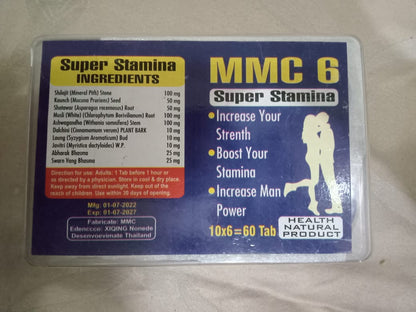 Super Stamina
INGREDIENTS
Shilajit (Mineral Pith) Stone 100 mg
Kaunch (Mucuna Pruriens) Seed 50 mg
Shatawar (Asparagus racemosus) Root 50 mg
Musli (White) (Chlorophytum Borivilianum) Root 100 mg
Ashwagandha (Withania somnifera) Stem 100 mg
Dalchini (Cinnamomum verum) PLANT BARK 10 mg
Laung (Syzygium Aromaticum) Bud 10 mg
Javitri (Myristica dactyloides) W.P. 10 mg
Abharak Bhasma 25 mg
Swarn Vang Bhasma 25 mg
Direction for use: Adults: 1 Tab before 1 hour or
as directed by a physician. Store in cool & dry place.
Keep away from direct sunlight. Keep out of the
reach of children. Use within 30 days of opening.
Mfg: 01-07-2022
Exp: 01-07-2027
Fabricate: MMC
Edenccoe: XIQING Nonede
Desenvoevimate Thailand
MMC 6
Super Stamina
•Increase Your
Strenth
•Boost Your
Stamina
•Increase Man
Power
10x6=60 Tab
HEALTH
NATURAL
PRODUCT